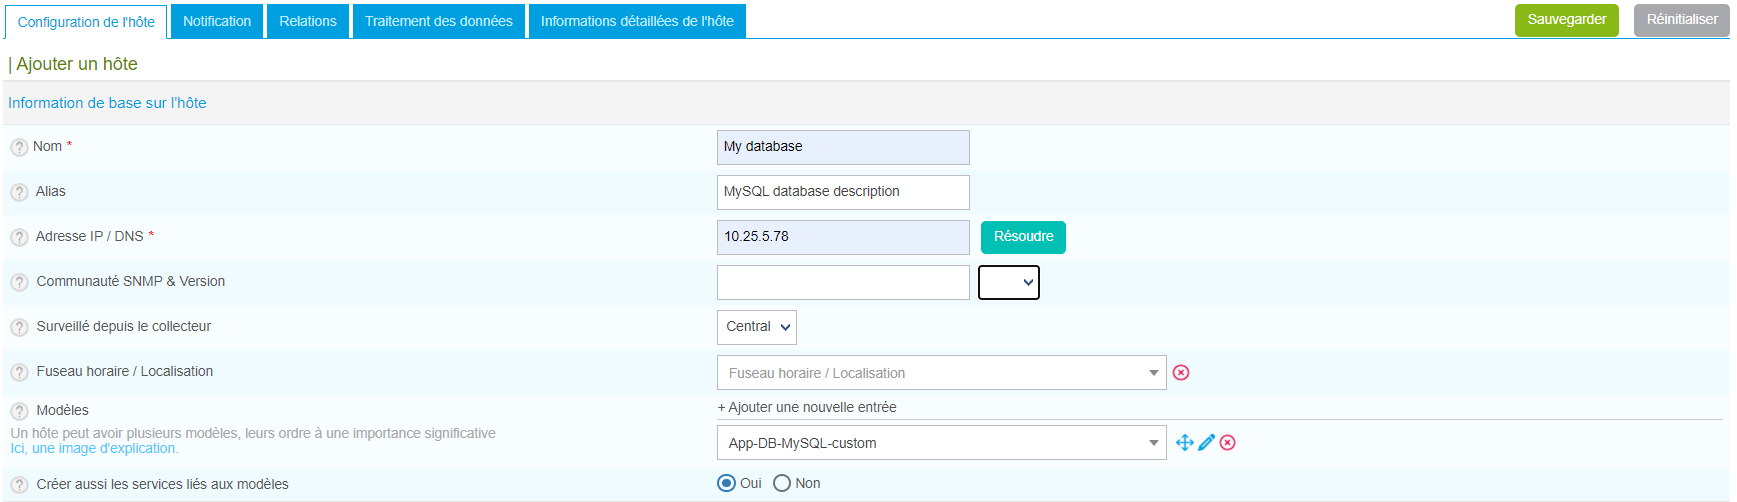 Configuration de l'hôte Notification Relations Traitement des données Informations détaillées de l'hôte Sauvegarder Réinitialiser
| Ajouter un hôte
Information de base sur l'hôte
? Nom * My database
? Alias MySQL database description
? Adresse IP / DNS * 10.25.5.78 Résoudre
? Communauté SNMP & Version
? Surveillé depuis le collecteur Central
? Fuseau horaire / Localisation Fuseau horaire / Localisation
? Modèles + Ajouter une nouvelle entrée
Un hôte peut avoir plusieurs modèles, leurs ordre à une importance significative
Ici, une image d'explication. App-DB-MySQL-custom
? Créer aussi les services liés aux modèles Oui Non